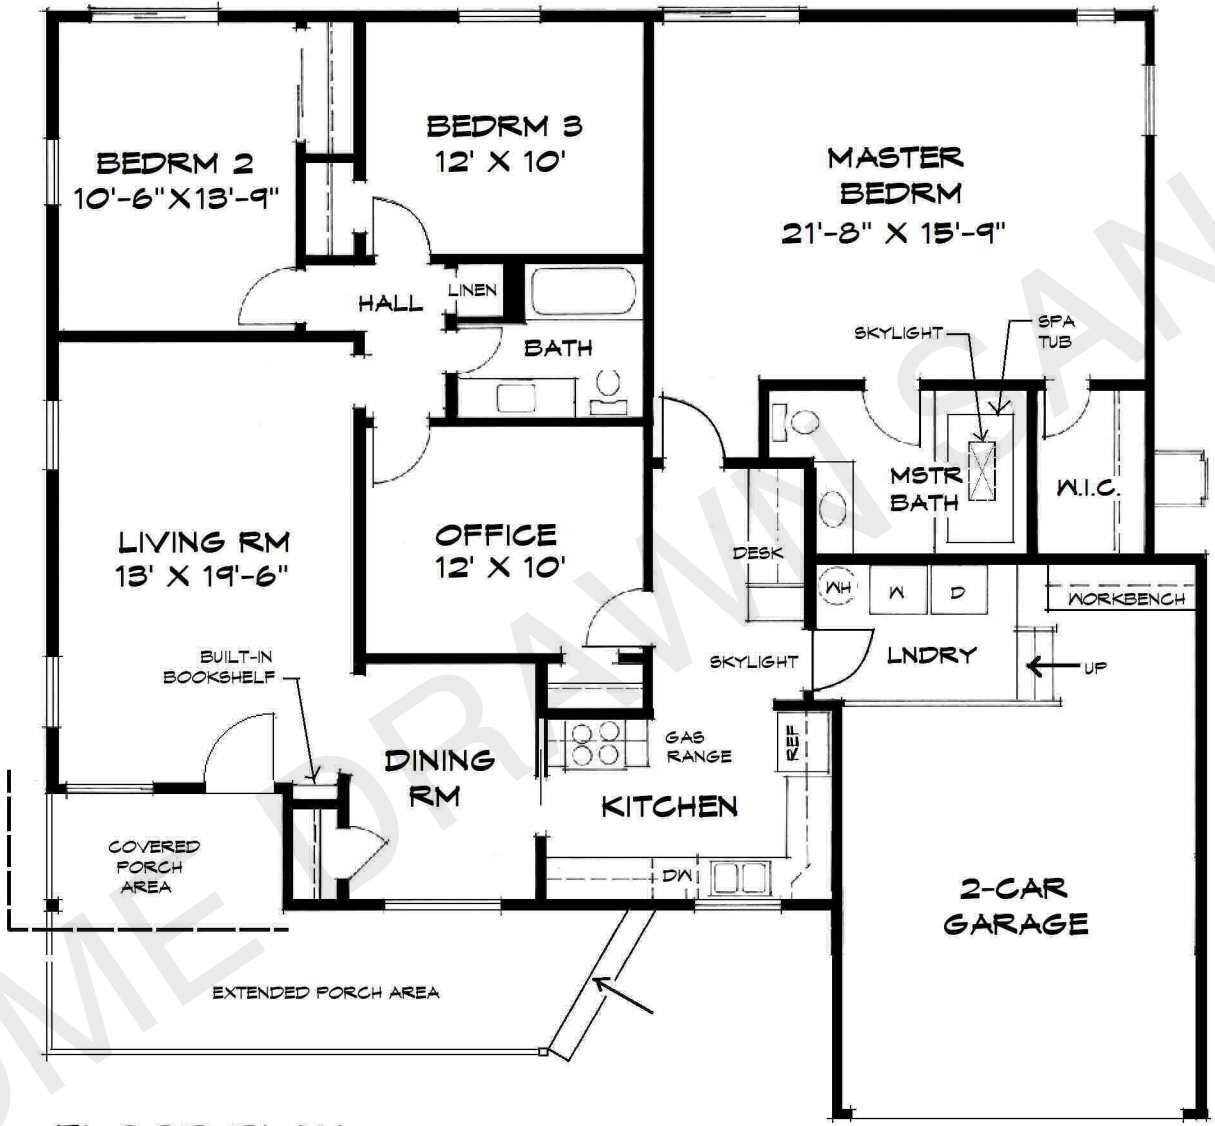 BEDRM 2
10'-6" X 13'-9"
BEDRM 3
12' X 10'
MASTER
BEDRM
21'-8" X 15'-9"
HALL
LINEN
BATH
SKYLIGHT
SPA
TUB
MSTR
BATH
W.I.C.
LIVING RM
13' X 19'-6"
OFFICE
12' X 10'
DESK
WH
W
D
WORKBENCH
BUILT-IN
BOOKSHELF
SKYLIGHT
LNDRY
UP
DINING
RM
GAS
RANGE
REF
KITCHEN
COVERED
PORCH
AREA
DW
2-CAR
GARAGE
EXTENDED PORCH AREA
DRAWN